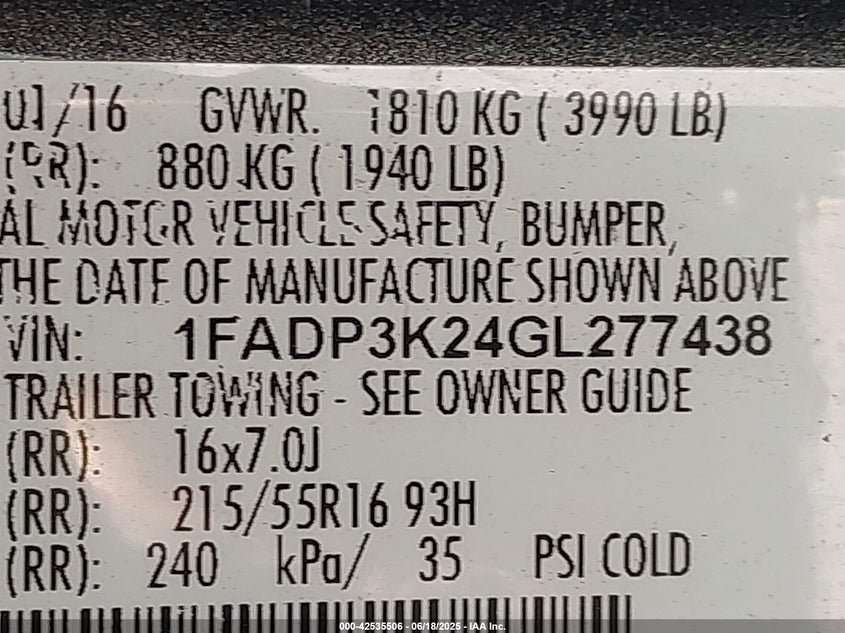 01/16 GVWR. 1810 KG ( 3990 LB)
(RR): 880 KG ( 1940 LB)
AL MOTOR VEHICLE SAFETY, BUMPER,
THE DATE OF MANUFACTURE SHOWN ABOVE
VIN: 1FADP3K24GL277438
TRAILER TOWING - SEE OWNER GUIDE
(RR): 16x7.0J
(RR): 215/55R16 93H
(RR): 240 kPa/ 35 PSI COLD
000-42535506 - 06/18/2025 - IAA Inc.